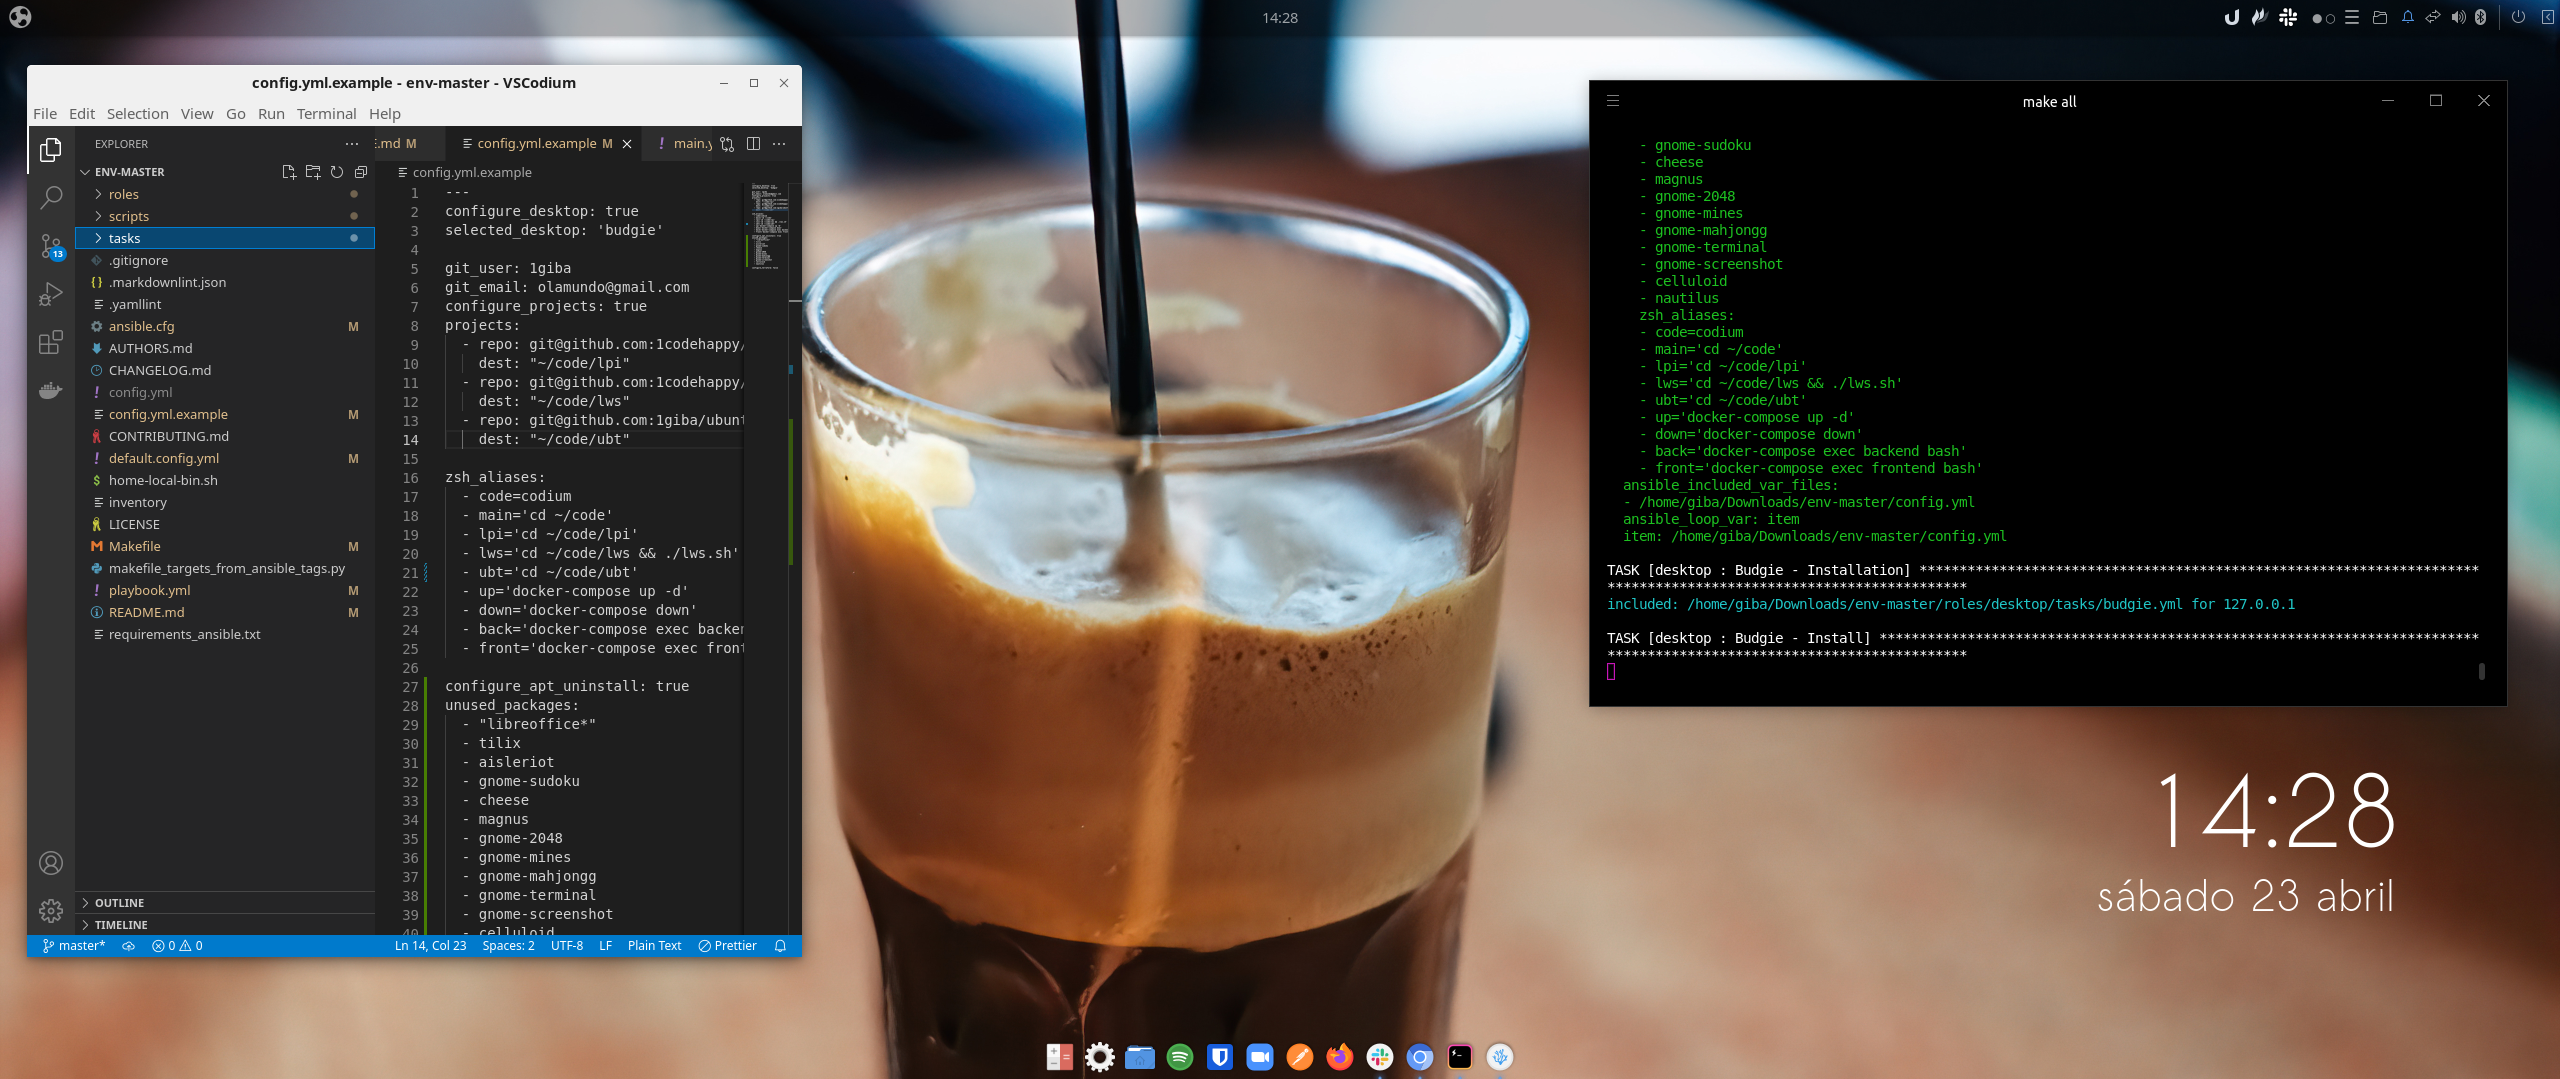 14:28
config.yml.example - env-master - VSCodium
File Edit Selection View Go Run Terminal Help
EXPLORER
ENV-MASTER
roles
scripts
tasks
.gitignore
.markdownlint.json
.yamllint
ansible.cfg M
AUTHORS.md
CHANGELOG.md
config.yml
config.yml.example M
CONTRIBUTING.md
default.config.yml M
home-local-bin.sh
inventory
LICENSE
Makefile M
makefile_targets_from_ansible_tags.py
playbook.yml M
README.md M
requirements_ansible.txt
OUTLINE
TIMELINE
13
.md M config.yml.example M main.y
config.yml.example
1 ---
2 configure_desktop: true
3 selected_desktop: 'budgie'
4
5 git_user: 1giba
6 git_email: olamundo@gmail.com
7 configure_projects: true
8 projects:
9 - repo: git@github.com:1codehappy/
10 dest: "~/code/lpi"
11 - repo: git@github.com:1codehappy/
12 dest: "~/code/lws"
13 - repo: git@github.com:1giba/ubunt
14 dest: "~/code/ubt"
15
16 zsh_aliases:
17 - code=codium
18 - main='cd ~/code'
19 - lpi='cd ~/code/lpi'
20 - lws='cd ~/code/lws && ./lws.sh'
21 - ubt='cd ~/code/ubt'
22 - up='docker-compose up -d'
23 - down='docker-compose down'
24 - back='docker-compose exec backen
25 - front='docker-compose exec front
26
27 configure_apt_uninstall: true
28 unused_packages:
29 - "libreoffice*"
30 - tilix
31 - aisleriot
32 - gnome-sudoku
33 - cheese
34 - magnus
35 - gnome-2048
36 - gnome-mines
37 - gnome-mahjongg
38 - gnome-terminal
39 - gnome-screenshot
40 - celluloid
master* 0 0 Ln 14, Col 23 Spaces: 2 UTF-8 LF Plain Text Prettier
make all
- gnome-sudoku
- cheese
- magnus
- gnome-2048
- gnome-mines
- gnome-mahjongg
- gnome-terminal
- gnome-screenshot
- celluloid
- nautilus
zsh_aliases:
- code=codium
- main='cd ~/code'
- lpi='cd ~/code/lpi'
- lws='cd ~/code/lws && ./lws.sh'
- ubt='cd ~/code/ubt'
- up='docker-compose up -d'
- down='docker-compose down'
- back='docker-compose exec backend bash'
- front='docker-compose exec frontend bash'
ansible_included_var_files:
- /home/giba/Downloads/env-master/config.yml
ansible_loop_var: item
item: /home/giba/Downloads/env-master/config.yml
TASK [desktop : Budgie - Installation] **********************************************************************
*********************************************
included: /home/giba/Downloads/env-master/roles/desktop/tasks/budgie.yml for 127.0.0.1
TASK [desktop : Budgie - Install] ***************************************************************************
*********************************************
14:28
sábado 23 abril